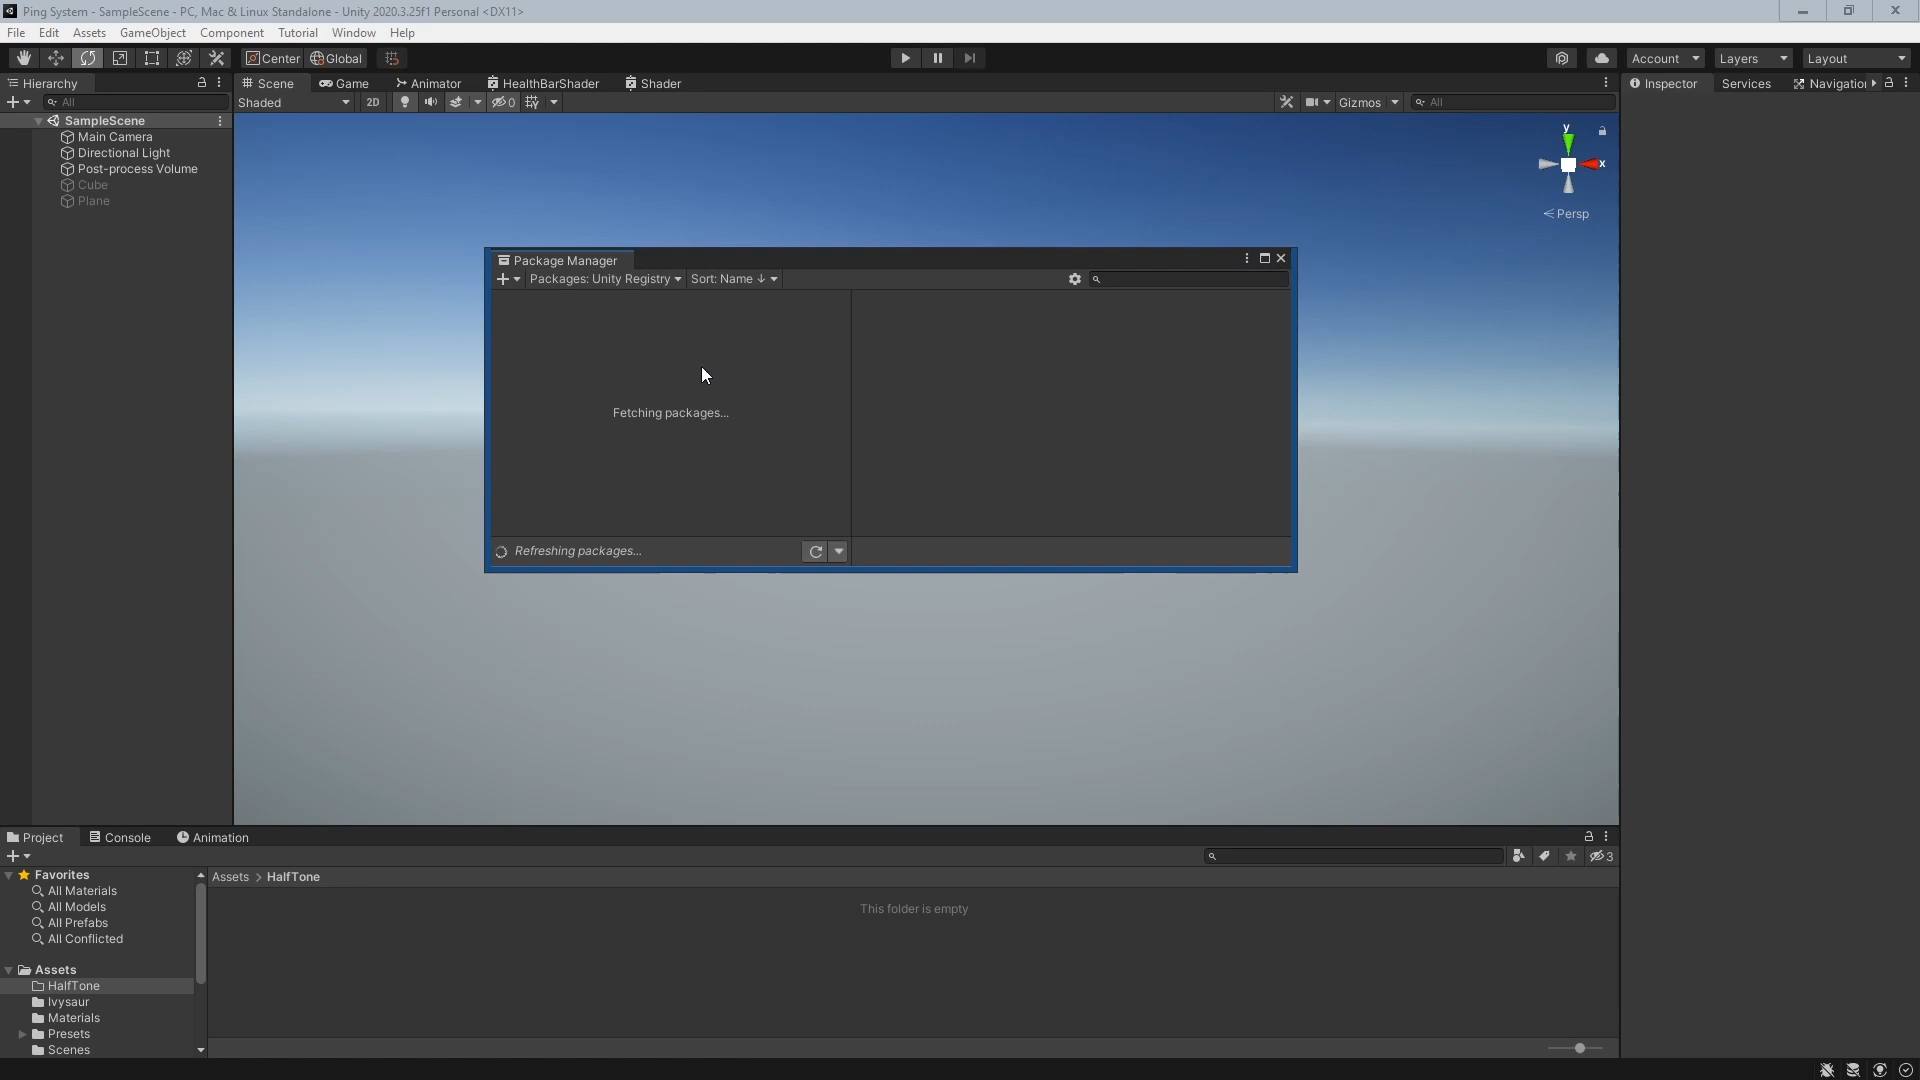 Ping System - SampleScene - PC, Mac & Linux Standalone - Unity 2020.3.25f1 Personal <DX11>
File Edit Assets GameObject Component Tutorial Window Help
Center Global Account Layers Layout
Hierarchy Scene Game Animator HealthBarShader Shader Inspector Services Navigation
All Shaded 2D 0 Gizmos All
SampleScene
Main Camera
Directional Light
Post-process Volume
Cube
Plane
y
x
Persp
Package Manager
Packages: Unity Registry Sort: Name ↓
Fetching packages...
Refreshing packages...
Project Console Animation
3
Favorites
All Materials
All Models
All Prefabs
All Conflicted
Assets > HalfTone
This folder is empty
Assets
HalfTone
Ivysaur
Materials
Presets
Scenes